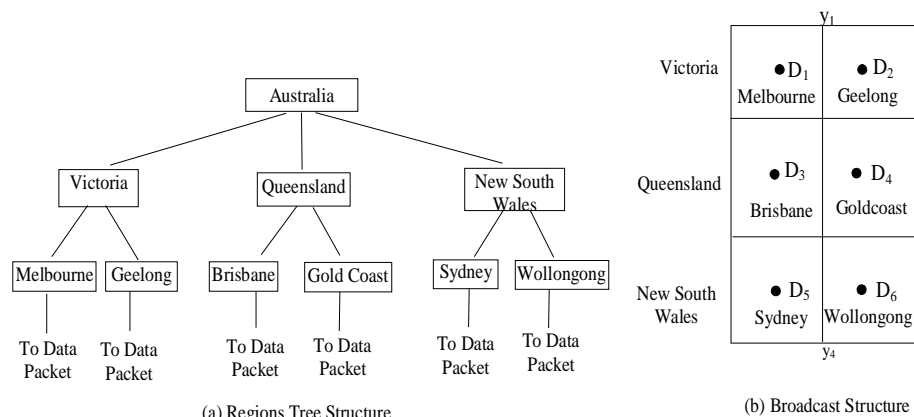 Australia
Victoria
Queensland
New South
Wales
Melbourne
Geelong
Brisbane
Gold Coast
Sydney
Wollongong
To Data
Packet
To Data
Packet
To Data
Packet
To Data
Packet
To Data
Packet
To Data
Packet
(a) Regions Tree Structure
y1
Victoria
D1
Melbourne
D2
Geelong
Queensland
D3
Brisbane
D4
Goldcoast
New South
Wales
D5
Sydney
D6
Wollongong
y4
(b) Broadcast Structure